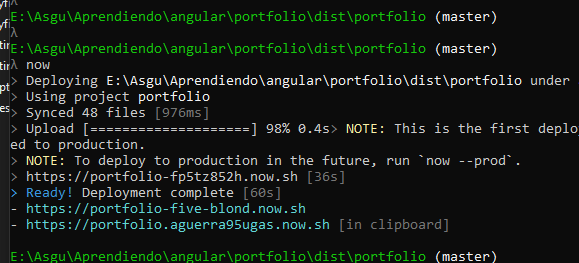 λ
E:\Asgu\Aprendiendo\angular\portfolio\dist\portfolio (master)
λ
E:\Asgu\Aprendiendo\angular\portfolio\dist\portfolio (master)
λ now
> Deploying E:\Asgu\Aprendiendo\angular\portfolio\dist\portfolio under
> Using project portfolio
> Synced 48 files [976ms]
> Upload [====================] 98% 0.4s> NOTE: This is the first deplo
ed to production.
> NOTE: To deploy to production in the future, run `now --prod`.
> https://portfolio-fp5tz852h.now.sh [36s]
> Ready! Deployment complete [60s]
- https://portfolio-five-blond.now.sh
- https://portfolio.aguerra95ugas.now.sh [in clipboard]
E:\Asgu\Aprendiendo\angular\portfolio\dist\portfolio (master)